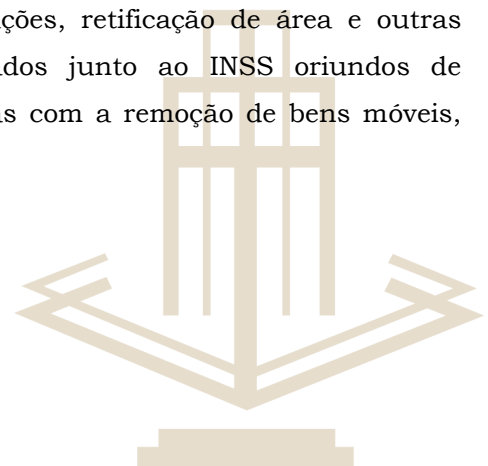 ções, retificação de área e outras
dos junto ao INSS oriundos de
s com a remoção de bens móveis,